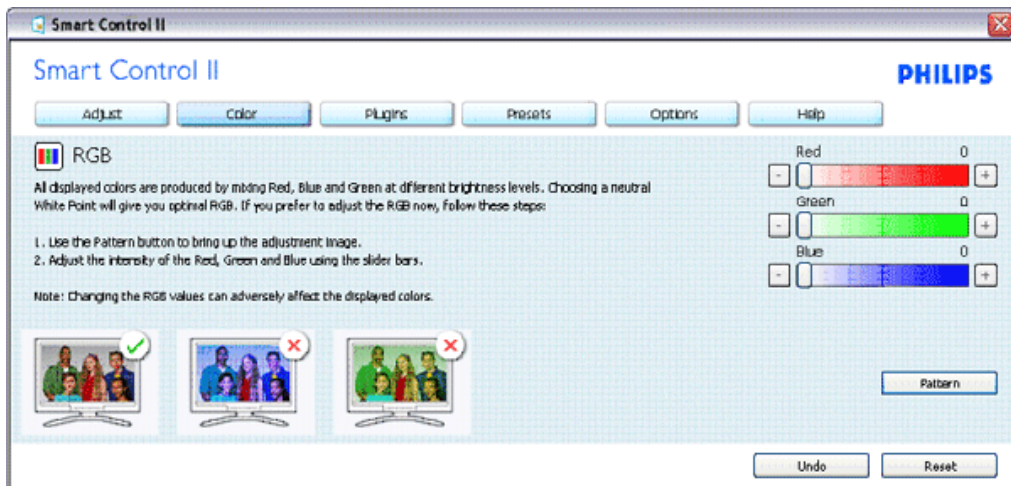 Smart Control II
Smart Control II
PHILIPS
Adjust Color Plugins Presets Options Help
RGB
All displayed colors are produced by mixing Red, Blue and Green at different brightness levels. Choosing a neutral
White Point will give you optimal RGB. If you prefer to adjust the RGB now, follow these steps:
1. Use the Pattern button to bring up the adjustment image.
2. Adjust the intensity of the Red, Green and Blue using the slider bars.
Note: Changing the RGB values can adversely affect the displayed colors.
Red 0
- +
Green 0
- +
Blue 0
- +
Pattern
Undo Reset